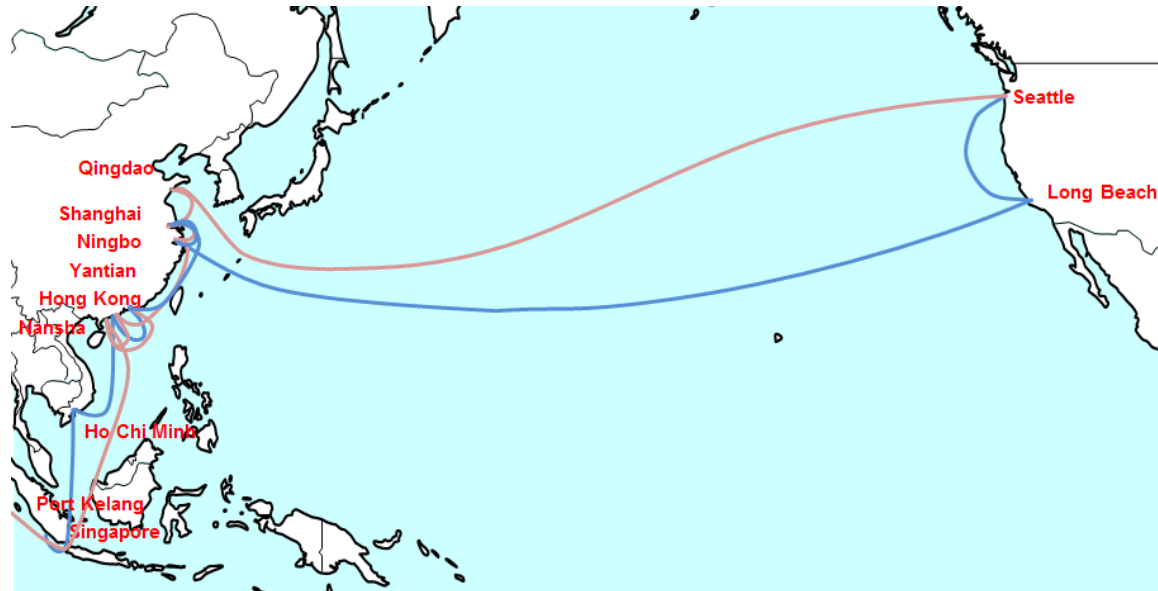 Seattle
Qingdao
Long Beach
Shanghai
Ningbo
Yantian
Hong Kong
Nansha
Ho Chi Minh
Port Kelang
Singapore